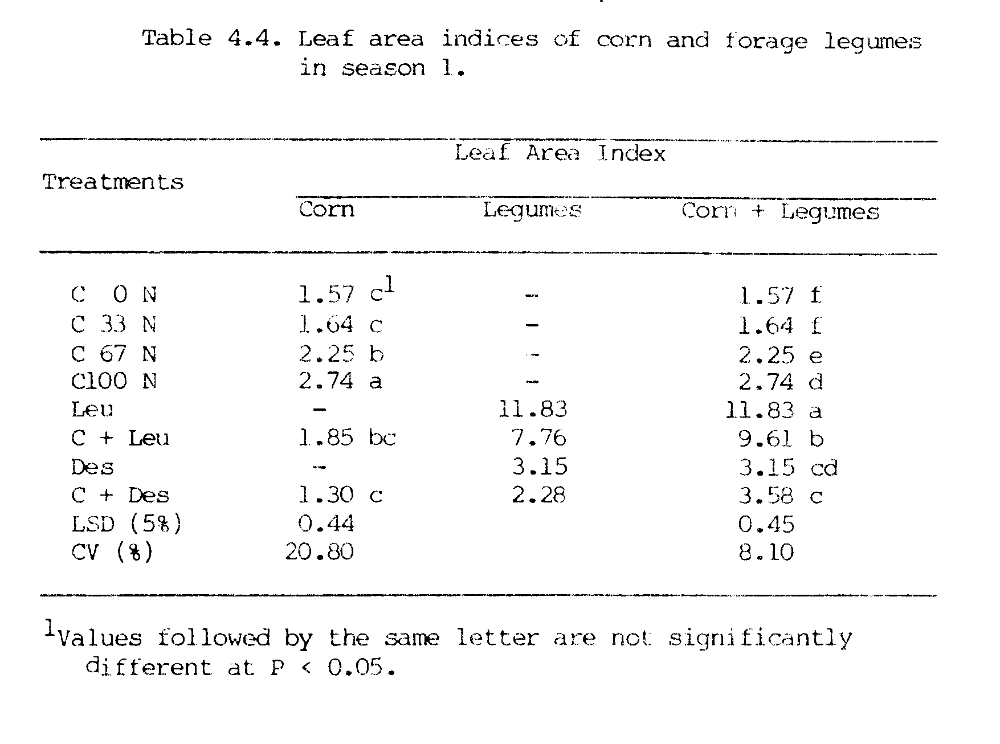 Table 4.4. Leaf area indices of corn and forage legumes
in season 1.
Leaf Area Index
Treatments
Corn Legumes Corn + Legumes
C 0 N 1.57 c1 - 1.57 f
C 33 N 1.64 c - 1.64 f
C 67 N 2.25 b - 2.25 e
C100 N 2.74 a - 2.74 d
Leu - 11.83 11.83 a
C + Leu 1.85 bc 7.76 9.61 b
Des - 3.15 3.15 cd
C + Des 1.30 c 2.28 3.58 c
LSD (5%) 0.44 0.45
CV (%) 20.80 8.10
1Values followed by the same letter are not significantly
different at P < 0.05.